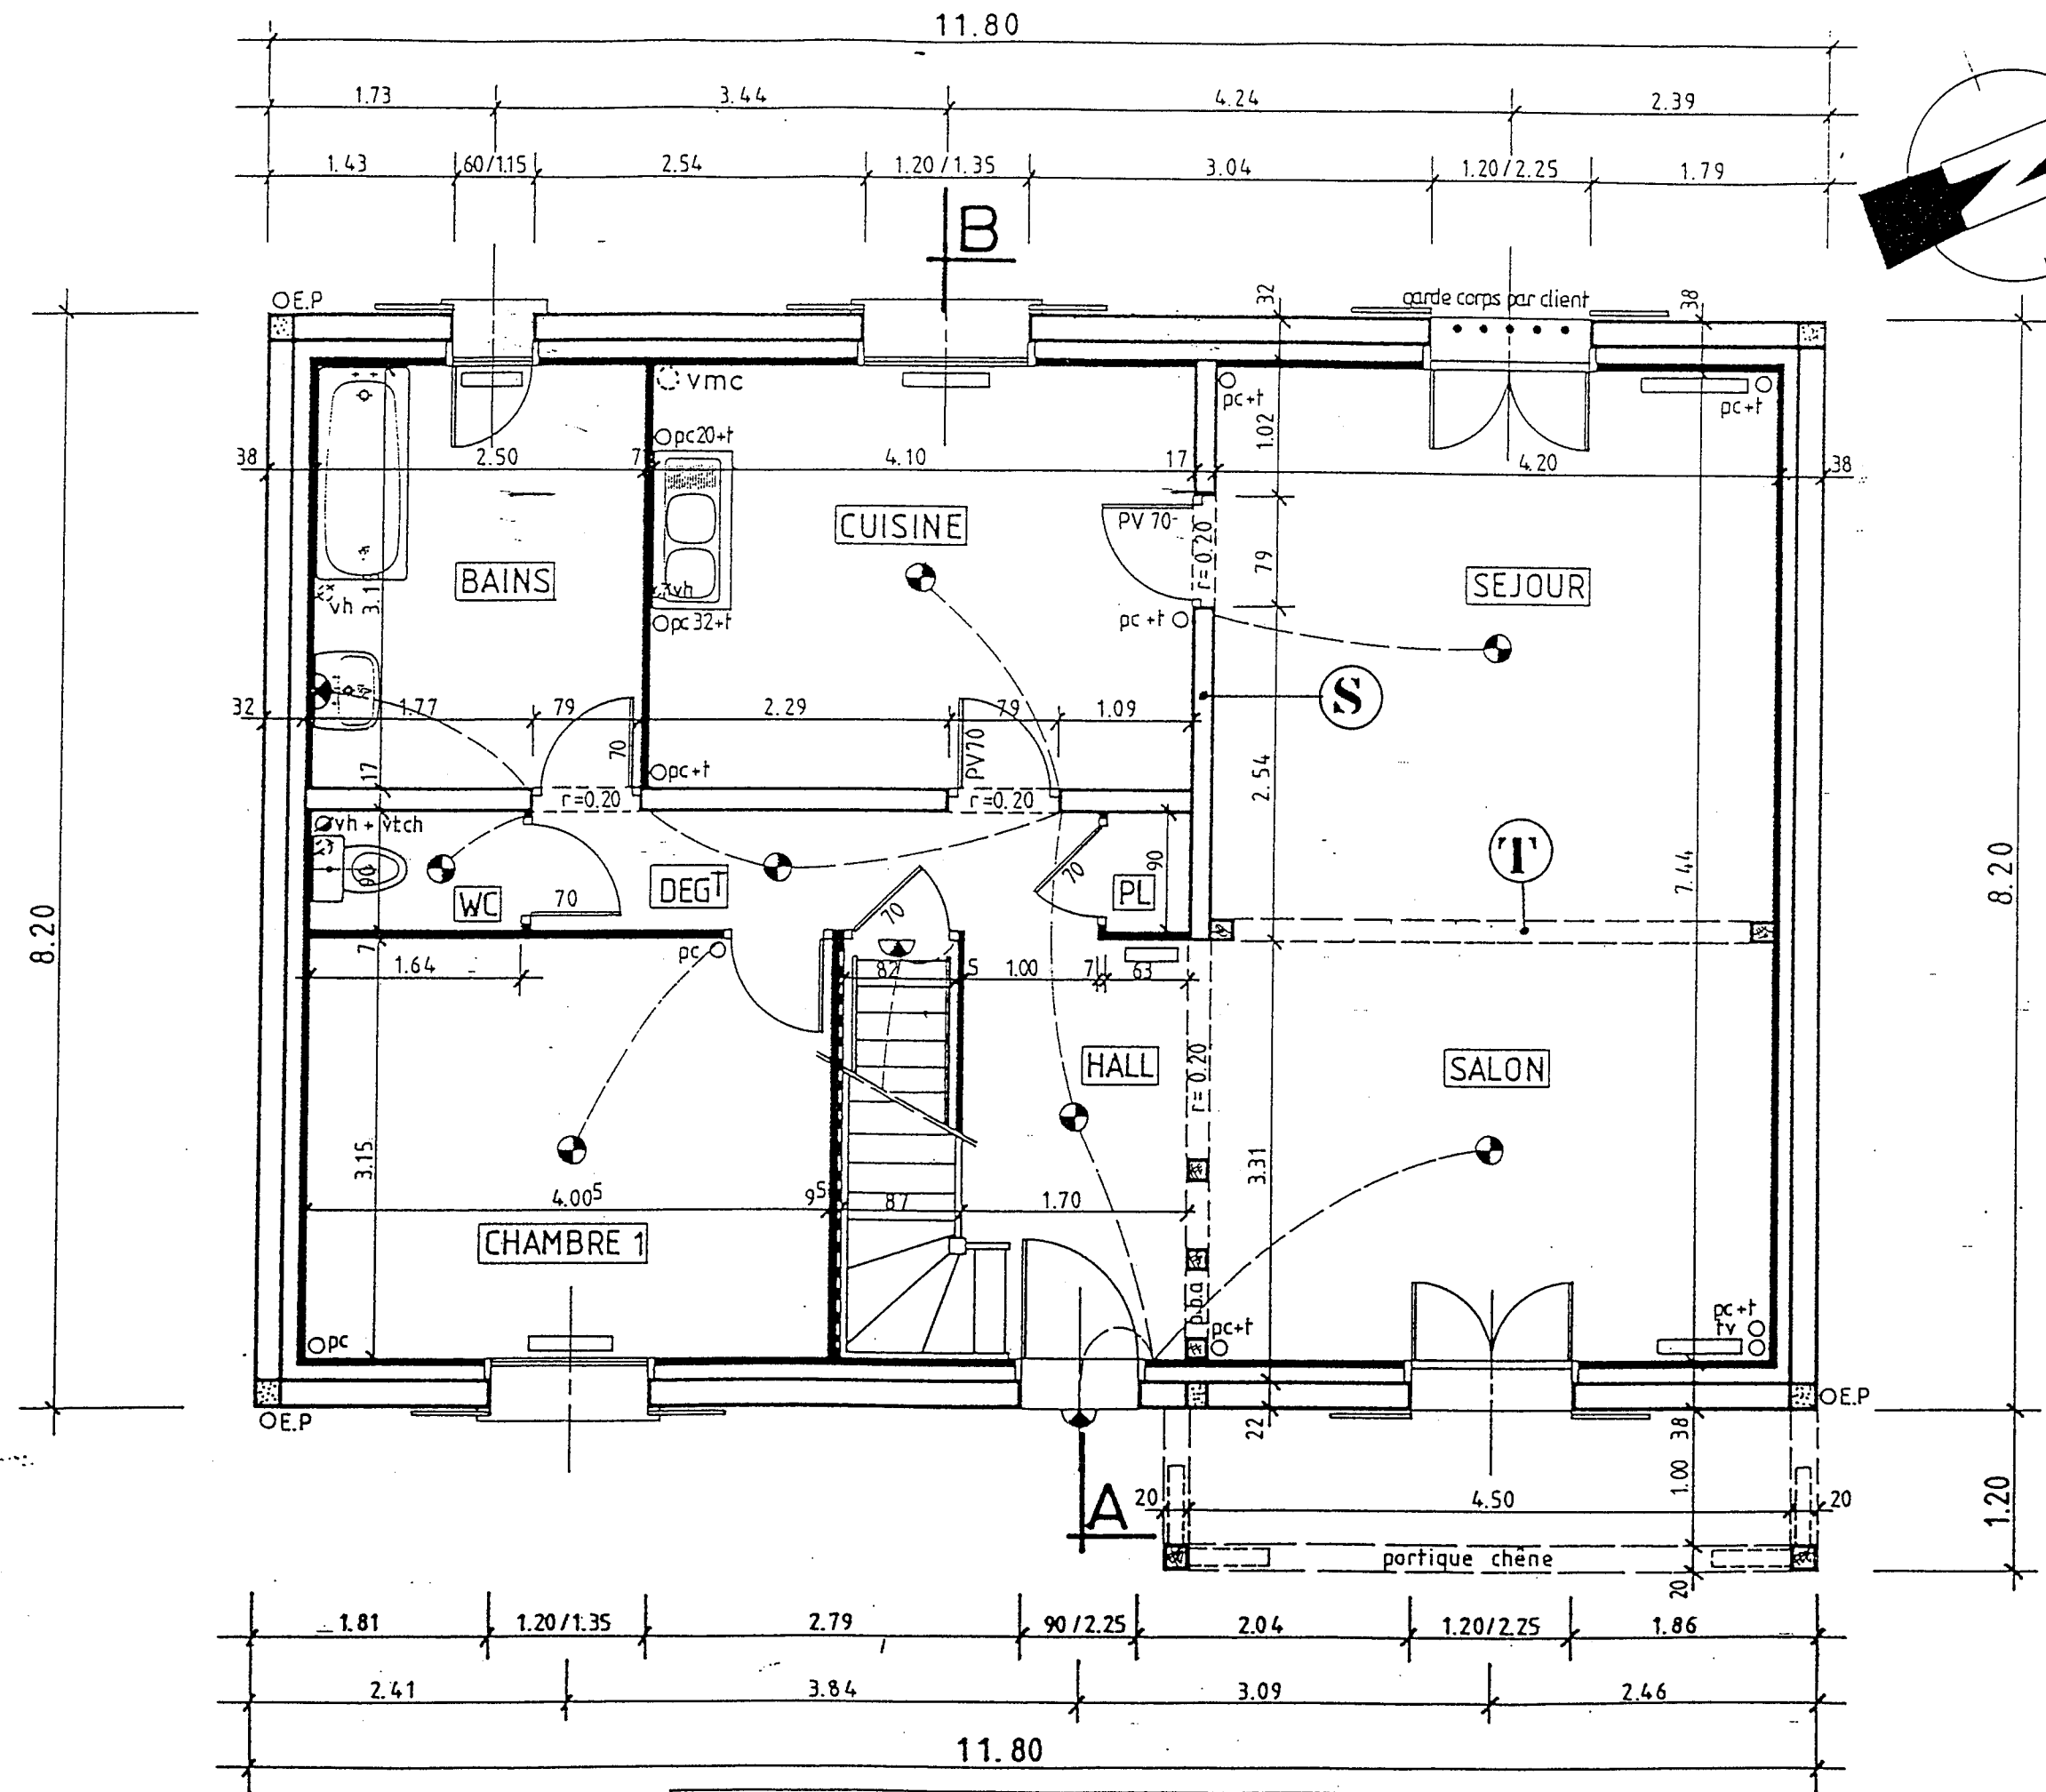 11.80
1.73 3.44 4.24 2.39
1.43 60/1.15 2.54 1.20/1.35 3.04 1.20/2.25 1.79
B
O E.P
32
garde corps par client
38
vmc
pc+t
pc+t
pc20+t
1.02
38 2.50 7 4.10 17 4.20 38
CUISINE
PV 70
r=0.20
79
BAINS
SEJOUR
vh
vh
pc32+t
pc+t
S
32 1.77 79 2.29 79 1.09
70
PV70
2.54
17
pc+t
r=0.20
r=0.20
vh + vtch
T
90
WC
70
DEGT
70
70
90
PL
7.44
8.20
8.20
7
pc
1.64
82 5 1.00 7 63
HALL
r=0.20
SALON
3.15
3.31
4.00⁵ 9⁵ 87 1.70
CHAMBRE 1
p.b.a
pc
pc+t
pc+t
tv
E.P
E.P
22
38
A
1.00
20 4.50 20
1.20
portique chêne
20
1.81 1.20/1.35 2.79 90/2.25 2.04 1.20/2.25 1.86
2.41 3.84 3.09 2.46
11.80